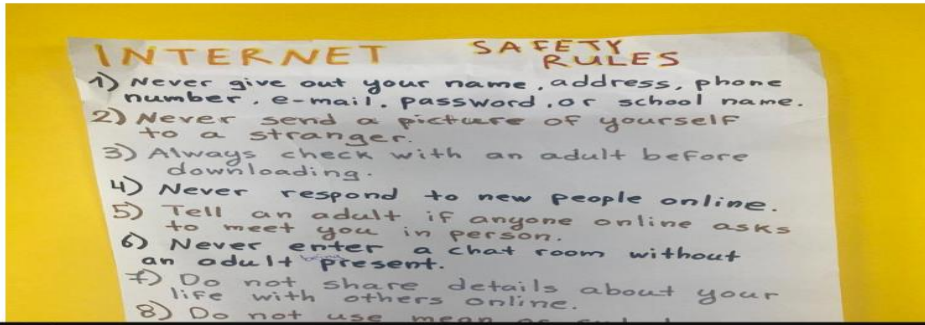 INTERNET SAFETY RULES
1) Never give out your name, address, phone
number, e-mail, password, or school name.
2) Never send a picture of yourself
to a stranger.
3) Always check with an adult before
downloading.
4) Never respond to new people online.
5) Tell an adult if anyone online asks
to meet you in person.
6) Never enter a chat room without
an adult being present.
7) Do not share details about your
life with others online.
8) Do not use mean or